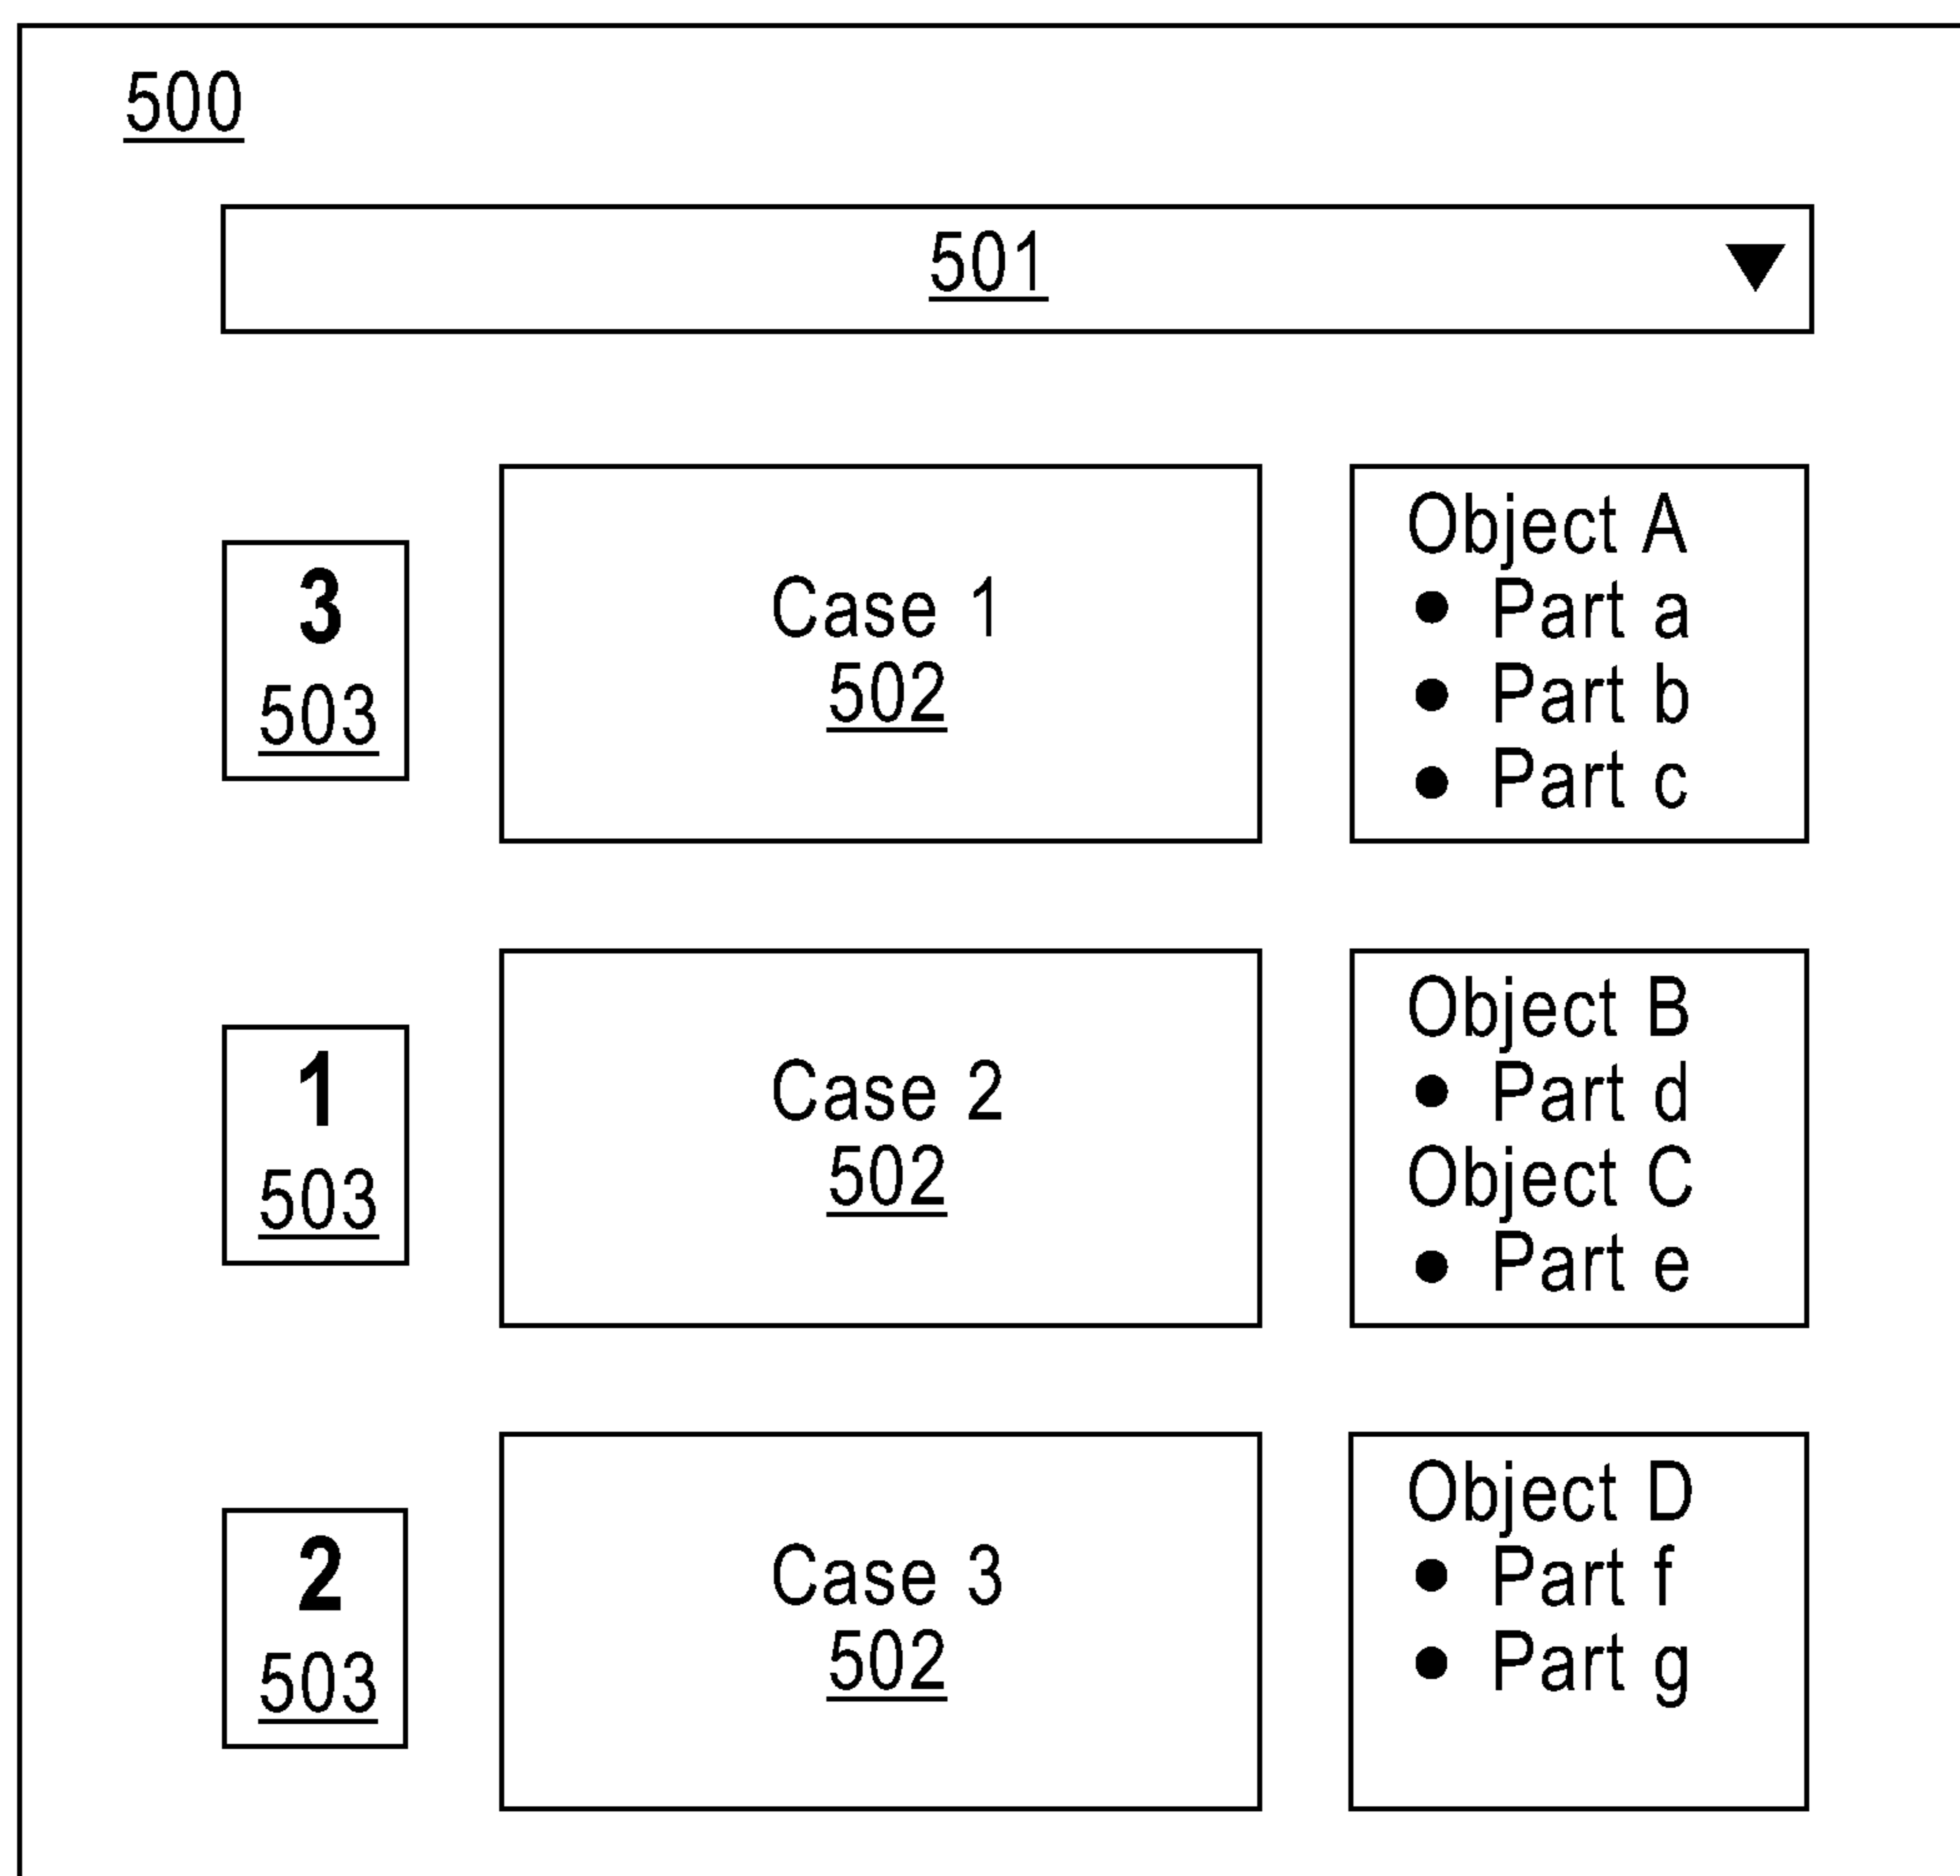 500
501
3
503
Case 1
502
Object A
• Part a
• Part b
• Part c
1
503
Case 2
502
Object B
• Part d
Object C
• Part e
2
503
Case 3
502
Object D
• Part f
• Part g